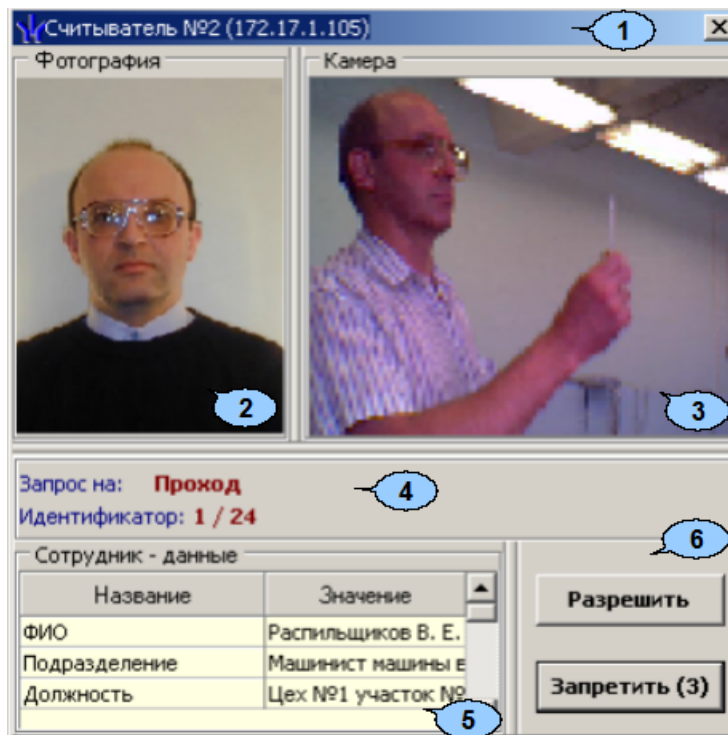 Считыватель №2 (172.17.1.105)
1
Фотография
Камера
2
3
Запрос на: Проход
4
Идентификатор: 1 / 24
6
Сотрудник - данные
Название Значение
ФИО Распильщиков В. Е.
Подразделение Машинист машины в
Должность Цех №1 участок №
5
Разрешить
Запретить (3)